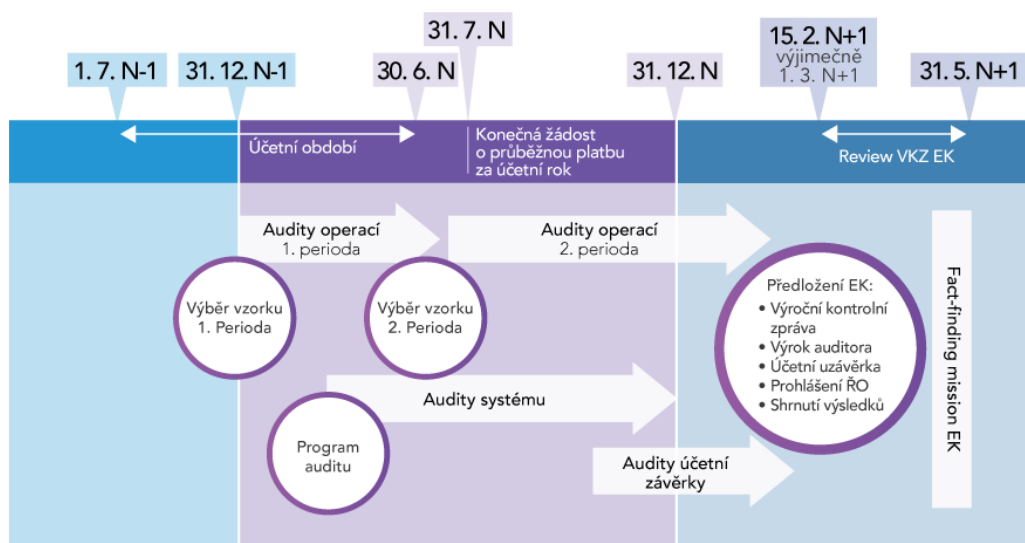 31. 7. N
15. 2. N+1
výjimečně
1. 3. N+1
1. 7. N-1
31. 12. N-1
30. 6. N
31. 12. N
31. 5. N+1
Účetní období
Konečná žádost
o průběžnou platbu
za účetní rok
Review VKZ EK
Audity operací
1. perioda
Audity operací
2. perioda
Výběr vzorku
1. Perioda
Výběr vzorku
2. Perioda
Předložení EK:
• Výroční kontrolní
zpráva
• Výrok auditora
• Účetní uzávěrka
• Prohlášení ŘO
• Shrnutí výsledků
Fact-finding mission EK
Audity systému
Program
auditu
Audity účetní
závěrky